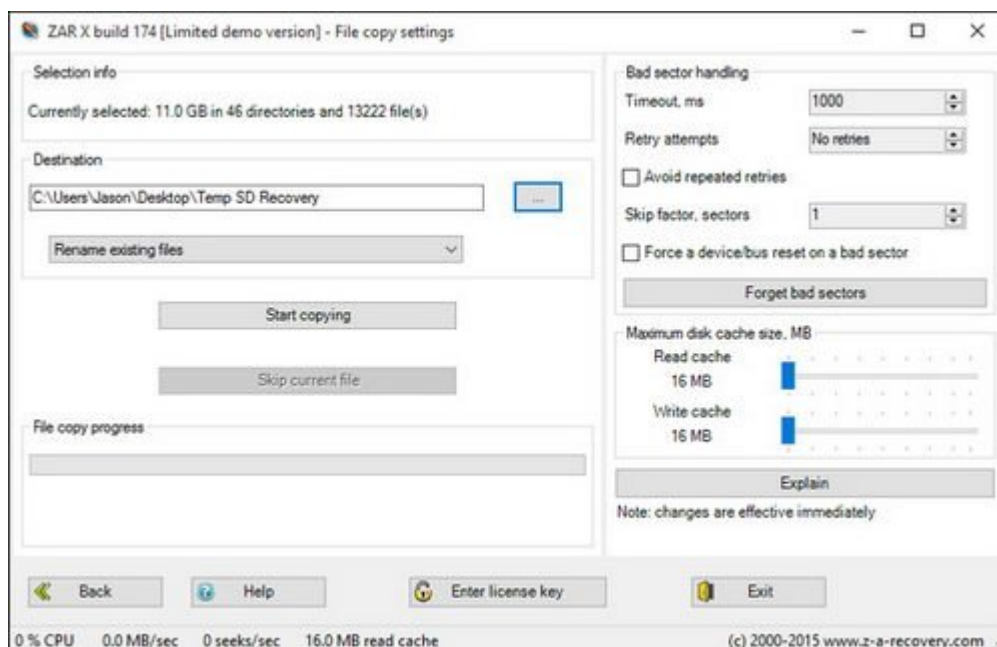 ZAR X build 174 [Limited demo version] - File copy settings
Selection info
Currently selected: 11.0 GB in 46 directories and 13222 file(s)
Destination
C:\Users\Jason\Desktop\Temp SD Recovery
...
Rename existing files
Start copying
Skip current file
File copy progress
Bad sector handling
Timeout, ms 1000
Retry attempts No retries
Avoid repeated retries
Skip factor, sectors 1
Force a device/bus reset on a bad sector
Forget bad sectors
Maximum disk cache size, MB
Read cache
16 MB
Write cache
16 MB
Explain
Note: changes are effective immediately
Back Help Enter license key Exit
0 % CPU 0.0 MB/sec 0 seeks/sec 16.0 MB read cache (c) 2000-2015 www.z-a-recovery.com